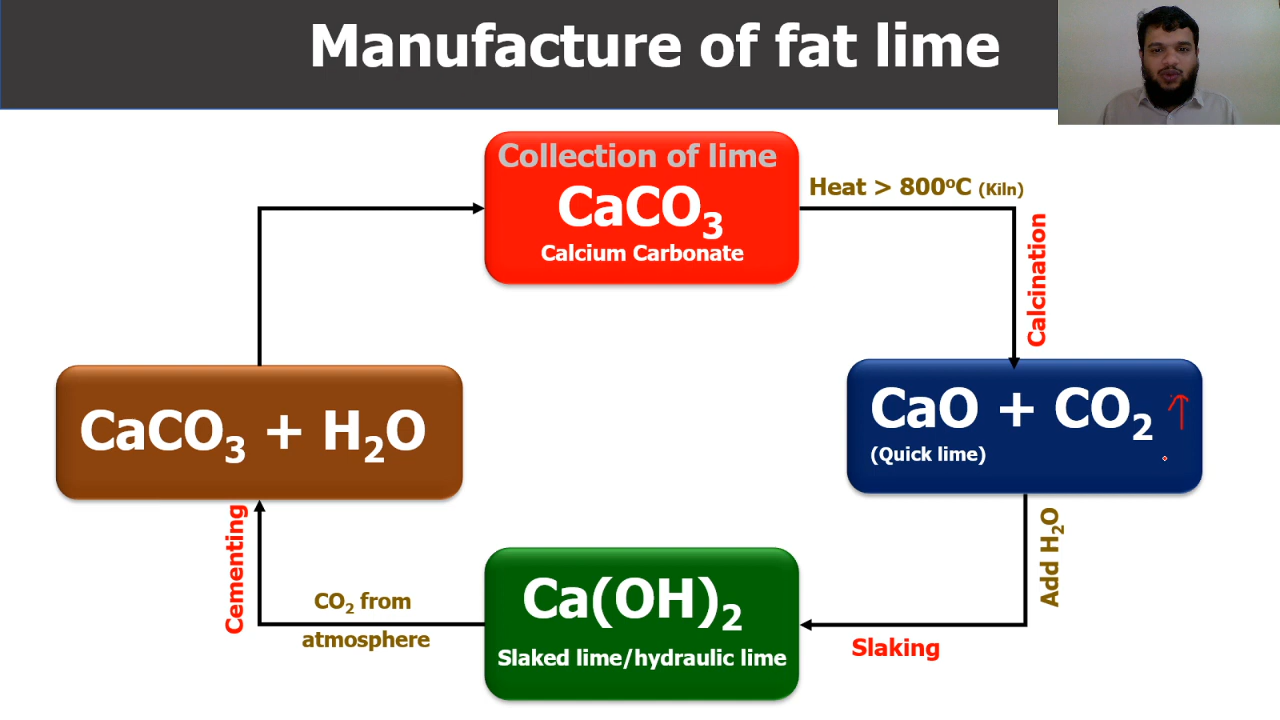 Manufacture of fat lime
Collection of lime
CaCO₃
Calcium Carbonate
Heat > 800ºC (Kiln)
Calcination
CaO + CO₂ ↑
(Quick lime)
Add H₂O
Slaking
Ca(OH)₂
Slaked lime/hydraulic lime
CO₂ from
atmosphere
Cementing
CaCO₃ + H₂O